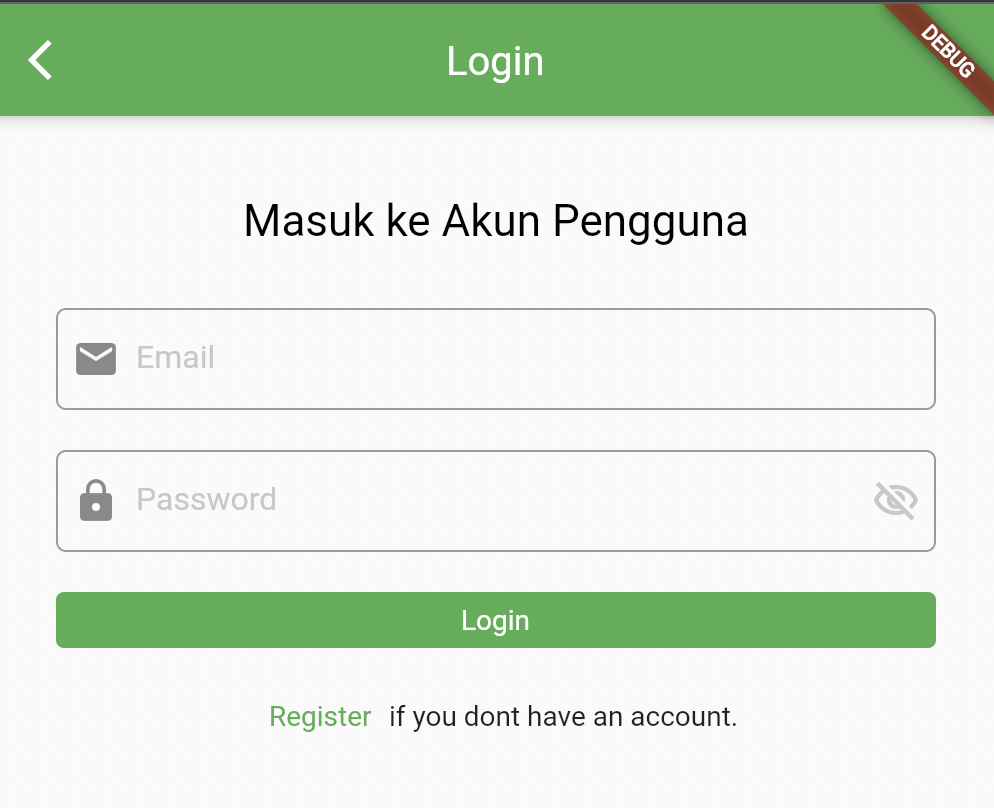 Login
DEBUG
Masuk ke Akun Pengguna
Email
Password
Login
Register if you dont have an account.